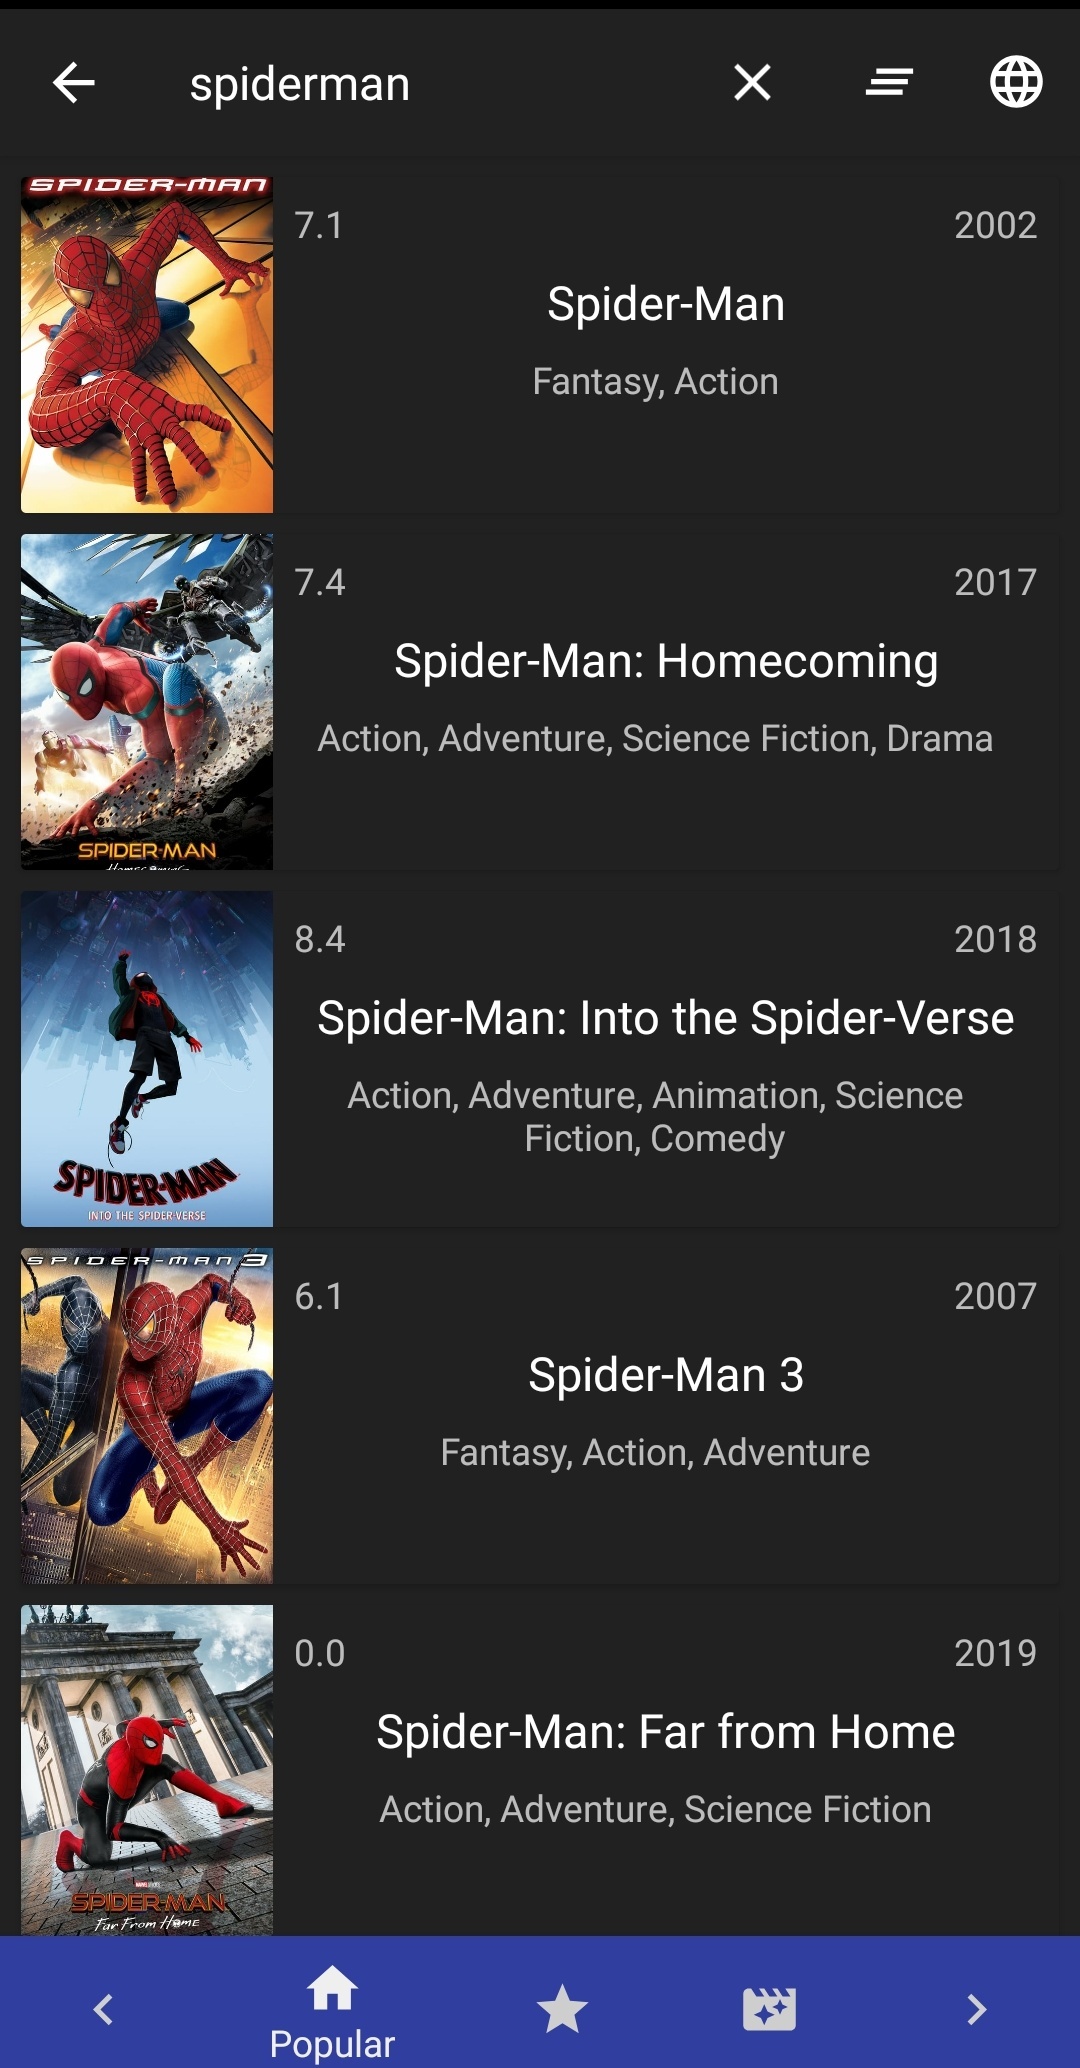 spiderman
SPIDER-MAN
7.1
2002
Spider-Man
Fantasy, Action
7.4
2017
Spider-Man: Homecoming
Action, Adventure, Science Fiction, Drama
SPIDER-MAN
Homecoming
8.4
2018
Spider-Man: Into the Spider-Verse
Action, Adventure, Animation, Science
Fiction, Comedy
SPIDER-MAN
INTO THE SPIDER-VERSE
SPIDER-MAN 3
6.1
2007
Spider-Man 3
Fantasy, Action, Adventure
0.0
2019
Spider-Man: Far from Home
Action, Adventure, Science Fiction
SPIDER-MAN
Far From Home
Popular